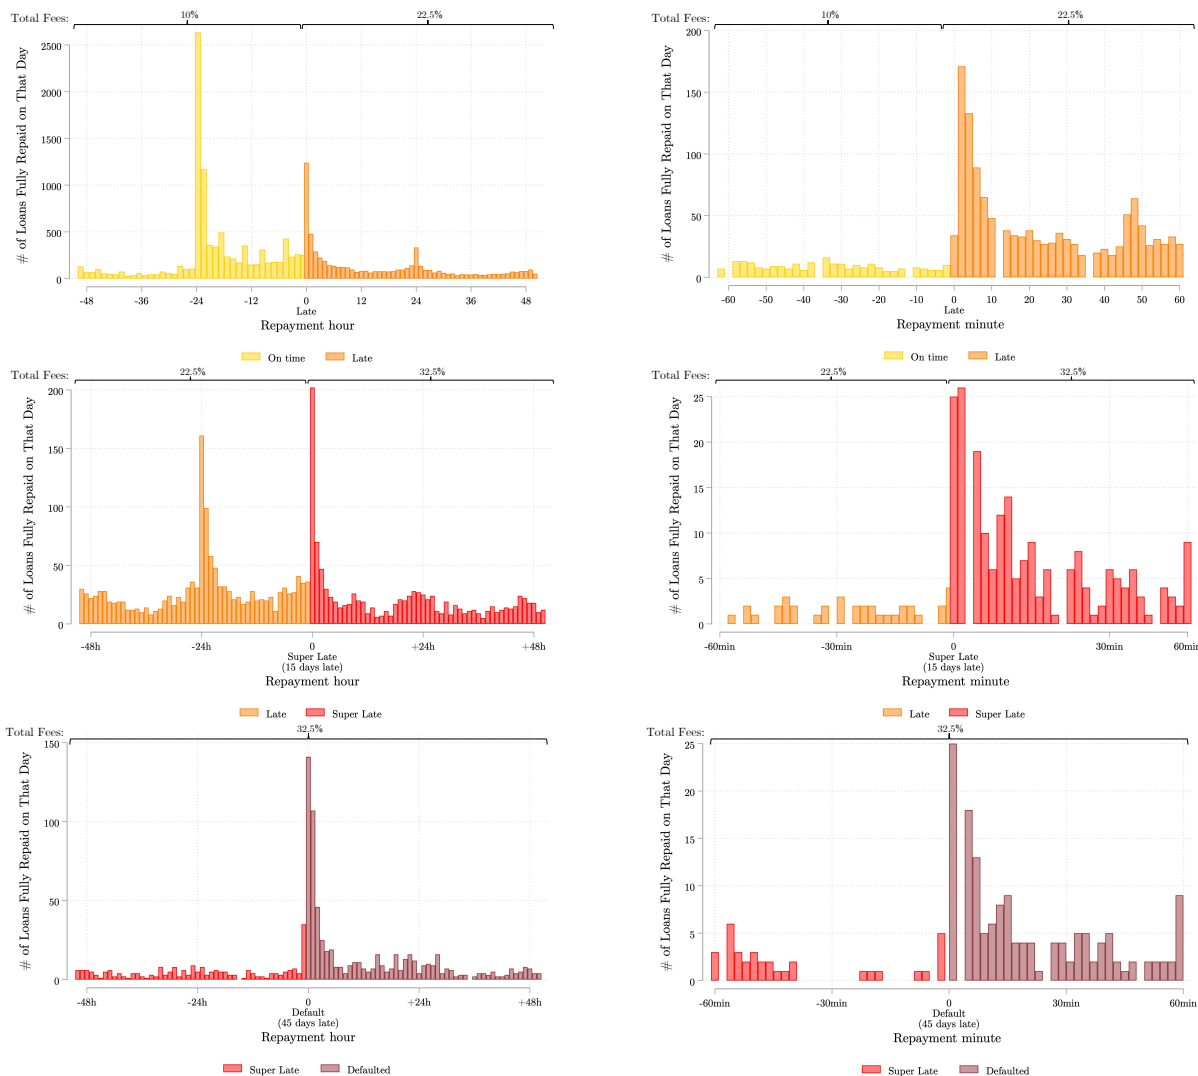 Total Fees: 10% 22.5%
# of Loans Fully Repaid on That Day
2500
2000
1500
1000
500
0
-48 -36 -24 -12 0 12 24 36 48
Late
Repayment hour
On time Late
Total Fees: 10% 22.5%
# of Loans Fully Repaid on That Day
200
150
100
50
0
-60 -50 -40 -30 -20 -10 0 10 20 30 40 50 60
Late
Repayment minute
On time Late
Total Fees: 22.5% 32.5%
# of Loans Fully Repaid on That Day
200
150
100
50
0
-48h -24h 0 +24h +48h
Super Late
(15 days late)
Repayment hour
Late Super Late
Total Fees: 22.5% 32.5%
# of Loans Fully Repaid on That Day
25
20
15
10
5
0
-60min -30min 0 30min 60min
Super Late
(15 days late)
Repayment minute
Late Super Late
Total Fees: 32.5%
# of Loans Fully Repaid on That Day
150
100
50
0
-48h -24h 0 +24h +48h
Default
(45 days late)
Repayment hour
Super Late Defaulted
Total Fees: 32.5%
# of Loans Fully Repaid on That Day
25
20
15
10
5
0
-60min -30min 0 30min 60min
Default
(45 days late)
Repayment minute
Super Late Defaulted